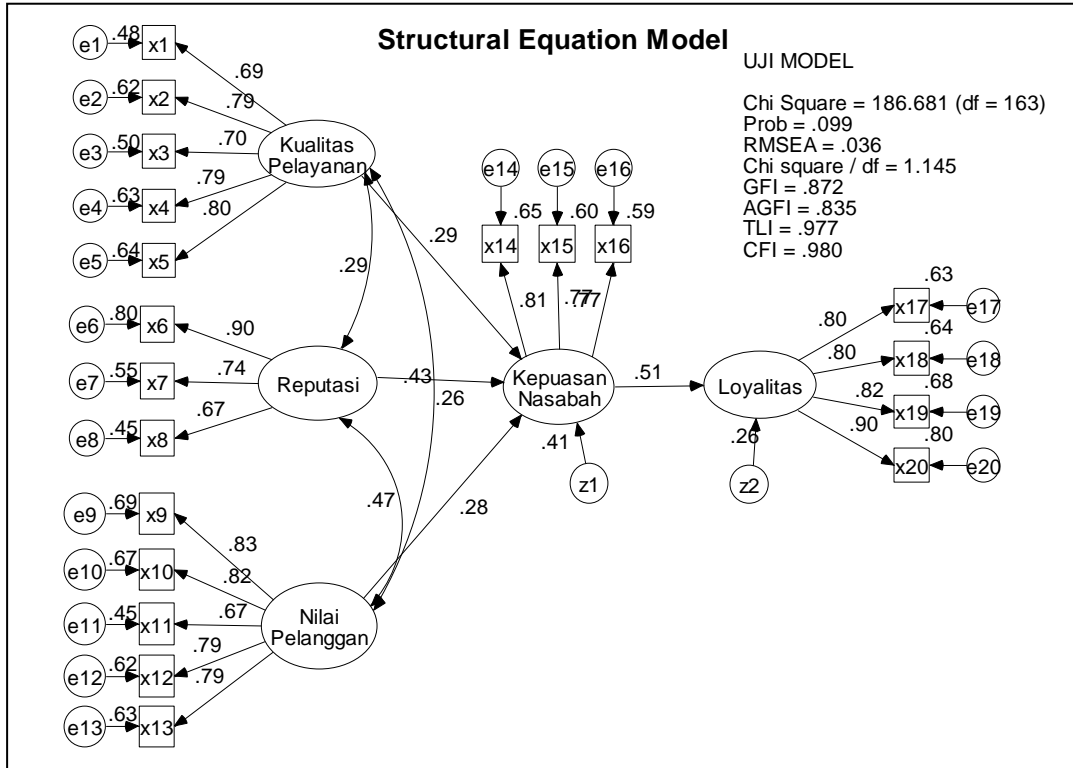 Structural Equation Model
UJI MODEL
Chi Square = 186.681 (df = 163)
Prob = .099
RMSEA = .036
Chi square / df = 1.145
GFI = .872
AGFI = .835
TLI = .977
CFI = .980
e1 .48 x1 .69
e2 .62 x2 .79
e3 .50 x3 .70
e4 .63 x4 .79
e5 .64 x5 .80
Kualitas
Pelayanan
.29
.29
e6 .80 x6 .90
e7 .55 x7 .74
e8 .45 x8 .67
Reputasi
.43
.26
.47
e9 .69 x9 .83
e10 .67 x10 .82
e11 .45 x11 .67
e12 .62 x12 .79
e13 .63 x13 .79
Nilai
Pelanggan
.28
e14 e15 e16
.65 .60 .59
x14 x15 x16
.81 .77 .77
Kepuasan
Nasabah
.41
z1
.51
Loyalitas
.26
z2
.80 x17 .63 e17
.80 x18 .64 e18
.82 x19 .68 e19
.90 x20 .80 e20